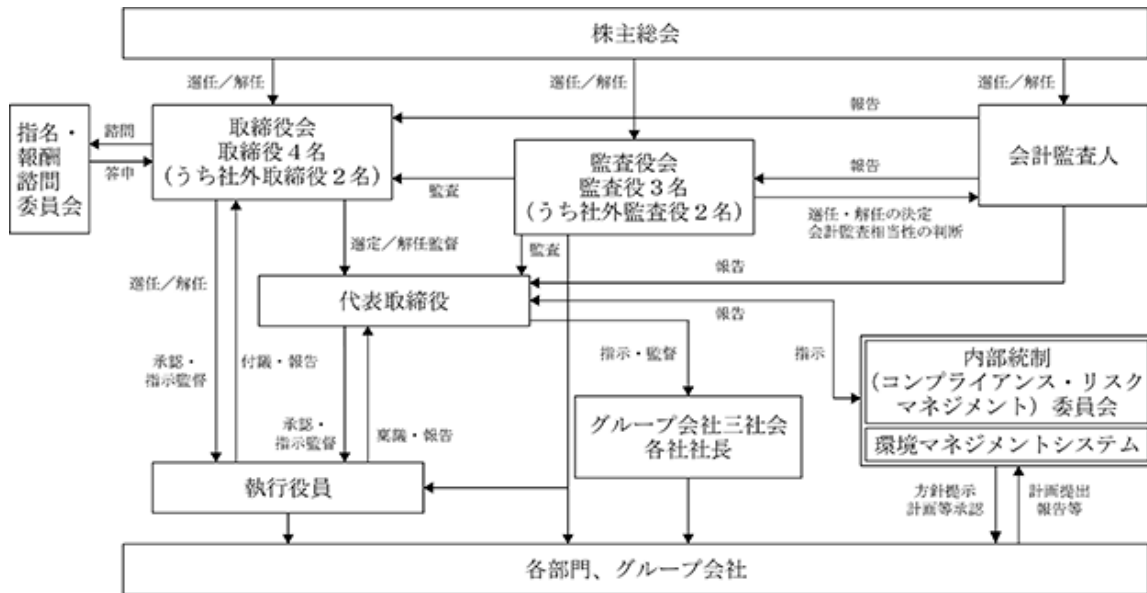 株主総会
選任／解任
選任／解任
選任／解任
指名・
報酬
諮問
委員会
諮問
答申
取締役会
取締役４名
（うち社外取締役２名）
報告
会計監査人
監査役会
監査役３名
（うち社外監査役２名）
監査
報告
選任・解任の決定
会計監査相当性の判断
選定／解任監督
監査
報告
選任／解任
代表取締役
報告
承認・
指示監督
付議・報告
指示・監督
指示
内部統制
（コンプライアンス・リスク
マネジメント）委員会
環境マネジメントシステム
承認・
指示監督
稟議・報告
グループ会社三社会
各社社長
執行役員
方針提示
計画等承認
計画提出
報告等
各部門、グループ会社